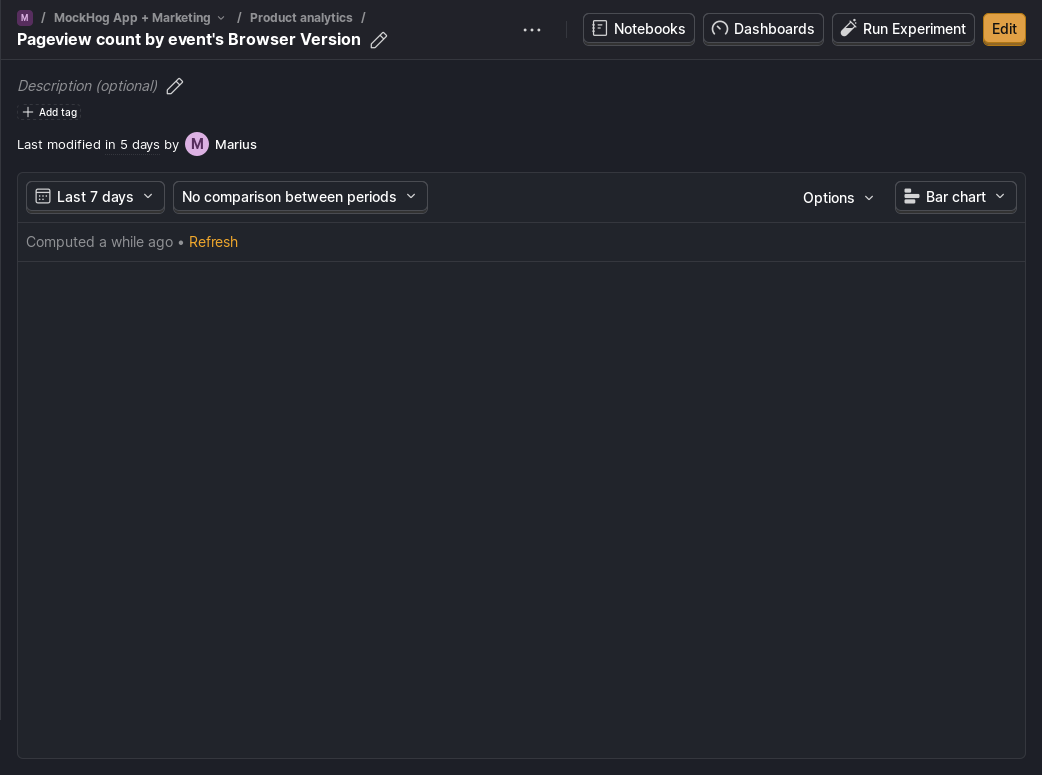 M / MockHog App + Marketing / Product analytics /
Pageview count by event's Browser Version
Notebooks
Dashboards
Run Experiment
Edit
Description (optional)
Add tag
Last modified in 5 days by M Marius
Last 7 days
No comparison between periods
Options
Bar chart
Computed a while ago • Refresh